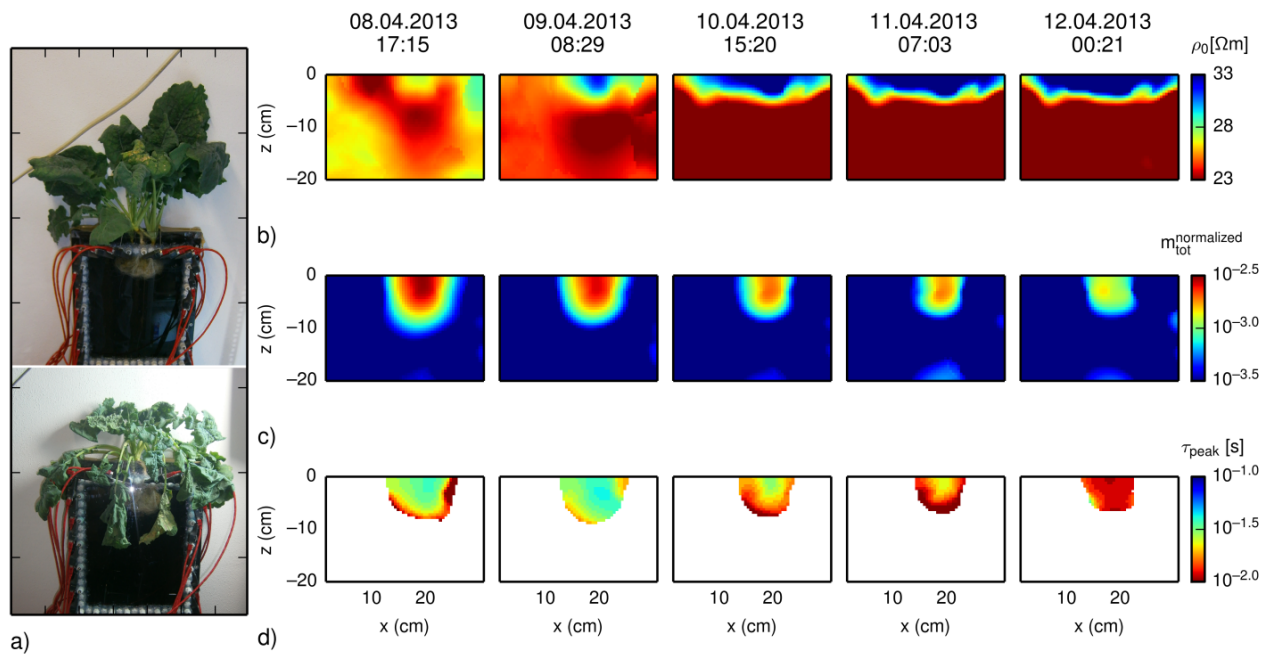 08.04.2013 09.04.2013 10.04.2013 11.04.2013 12.04.2013
17:15 08:29 15:20 07:03 00:21
ρ₀[Ωm]
0 33
z (cm) −10 28
−20 23
b)
m_tot^normalized
0 10^−2.5
z (cm) −10 10^−3.0
−20 10^−3.5
c)
τ_peak [s]
0 10^−1.0
z (cm) −10 10^−1.5
−20 10^−2.0
10 20 10 20 10 20 10 20 10 20
x (cm) x (cm) x (cm) x (cm) x (cm)
a) d)